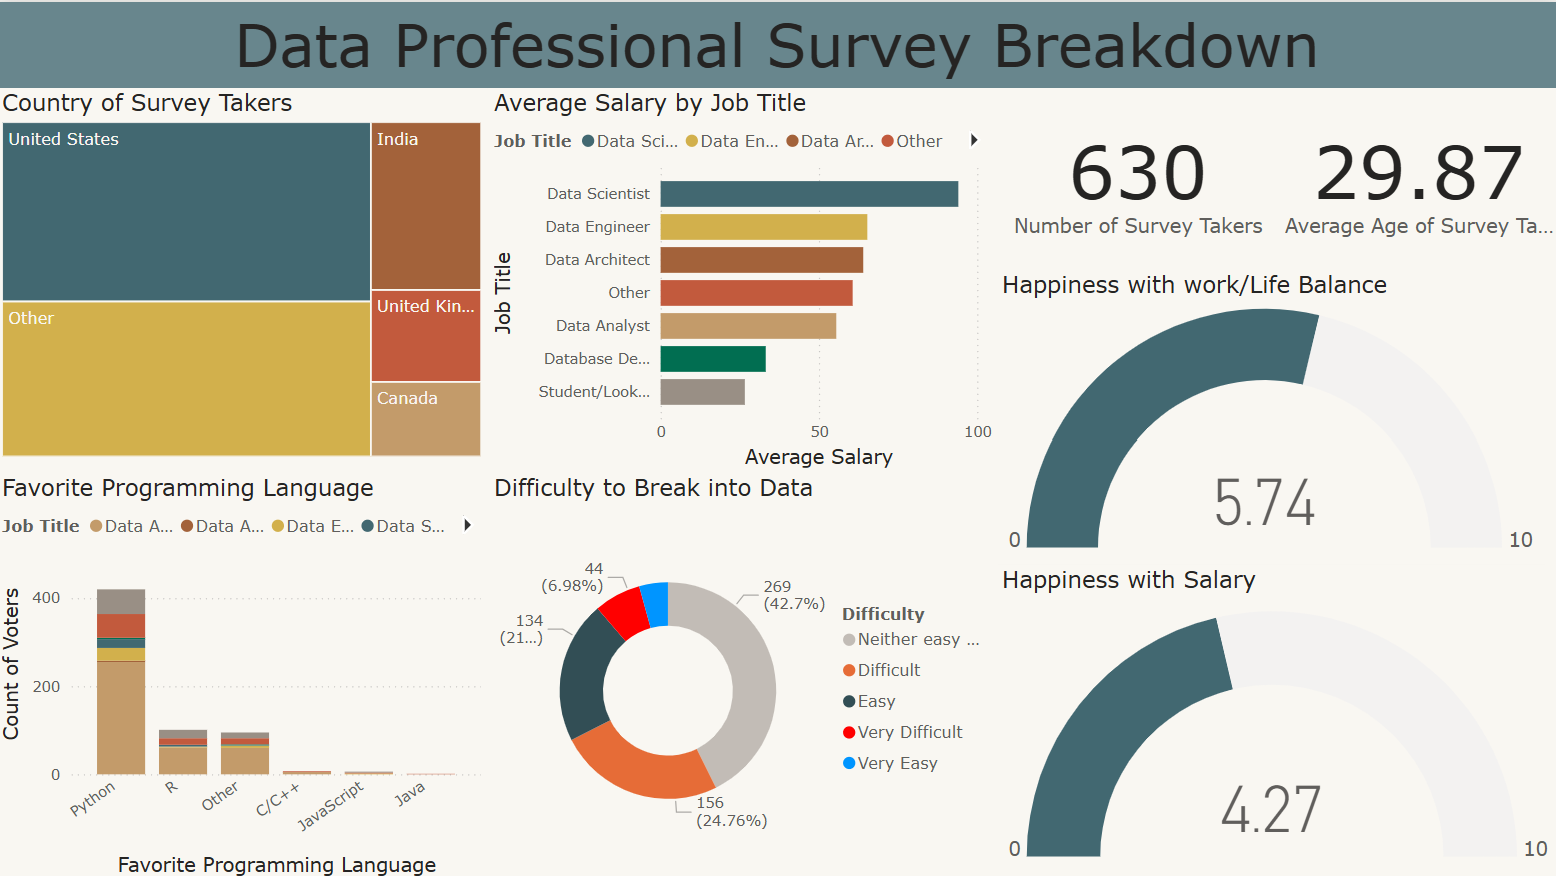 Data Professional Survey Breakdown
Country of Survey Takers
United States
India
Other
United Kin...
Canada
Average Salary by Job Title
Job Title Data Sci... Data En... Data Ar... Other
Job Title
Data Scientist
Data Engineer
Data Architect
Other
Data Analyst
Database De...
Student/Look...
0 50 100
Average Salary
630
Number of Survey Takers
29.87
Average Age of Survey Ta...
Happiness with work/Life Balance
5.74
0 10
Happiness with Salary
4.27
0 10
Favorite Programming Language
Job Title Data A... Data A... Data E... Data S...
Count of Voters
400
200
0
Python R Other C/C++ JavaScript Java
Favorite Programming Language
Difficulty to Break into Data
44
(6.98%)
269
(42.7%)
134
(21...)
156
(24.76%)
Difficulty
Neither easy ...
Difficult
Easy
Very Difficult
Very Easy